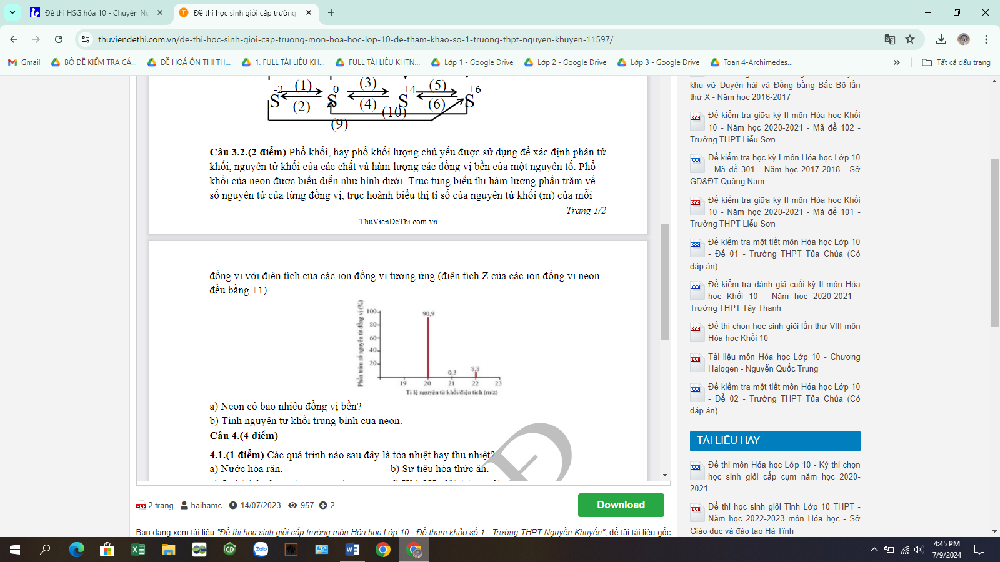 Đề thi HSG hóa 10 - Chuyên Ng
Đề thi học sinh giỏi cấp trường
thuviendethi.com.vn/de-thi-hoc-sinh-gioi-cap-truong-mon-hoa-hoc-lop-10-de-tham-khao-so-1-truong-thpt-nguyen-khuyen-11597/
Gmail
BỘ ĐỀ KIỂM TRA CÁ...
ĐỀ HOÁ ÔN THI TH...
1. FULL TÀI LIỆU KH...
FULL TÀI LIỆU KHTN...
Lớp 1 - Google Drive
Lớp 2 - Google Drive
Lớp 3 - Google Drive
Toan 4-Archimedes...
Tất cả dấu trang
(1) (3) (5)
-2 0 +4 +6
S S S S
(2) (4) (6)
(10)
(9)
Câu 3.2.(2 điểm) Phổ khối, hay phổ khối lượng chủ yếu được sử dụng để xác định phân tử
khối, nguyên tử khối của các chất và hàm lượng các đồng vị bền của một nguyên tố. Phổ
khối của neon được biểu diễn như hình dưới. Trục tung biểu thị hàm lượng phần trăm về
số nguyên tử của từng đồng vị, trục hoành biểu thị tỉ số của nguyên tử khối (m) của mỗi
Trang 1/2
ThuVienDeThi.com.vn
đồng vị với điện tích của các ion đồng vị tương ứng (điện tích Z của các ion đồng vị neon
đều bằng +1).
Phần trăm số nguyên tử đồng vị (%)
100
80
60
40
20
90,9
0,3
8,8
19 20 21 22 23
Tỉ lệ nguyên tử khối/điện tích (m/z)
a) Neon có bao nhiêu đồng vị bền?
b) Tính nguyên tử khối trung bình của neon.
Câu 4.(4 điểm)
4.1.(1 điểm) Các quá trình nào sau đây là tỏa nhiệt hay thu nhiệt?
a) Nước hóa rắn. b) Sự tiêu hóa thức ăn.
Đ
2 trang haihamc 14/07/2023 957 2
Download
Bạn đang xem tài liệu "Đề thi học sinh giỏi cấp trường môn Hóa học Lớp 10 - Đề tham khảo số 1 - Trường THPT Nguyễn Khuyến", để tải tài liệu gốc
học sinh giỏi các trường THPT chuyên
khu vữ Duyên hải và Đồng bằng Bắc Bộ lần
thứ X - Năm học 2016-2017
Đề kiểm tra giữa kỳ II môn Hóa học Khối
10 - Năm học 2020-2021 - Mã đề 102 -
Trường THPT Liễu Sơn
Đề kiểm tra học kỳ I môn Hóa học Lớp 10
- Mã đề 301 - Năm học 2017-2018 - Sở
GD&ĐT Quảng Nam
Đề kiểm tra giữa kỳ II môn Hóa học Khối
10 - Năm học 2020-2021 - Mã đề 101 -
Trường THPT Liễu Sơn
Đề kiểm tra một tiết môn Hóa học Lớp 10
- Đề 01 - Trường THPT Tủa Chùa (Có
đáp án)
Đề kiểm tra đánh giá cuối kỳ II môn Hóa
học Khối 10 - Năm học 2020-2021 -
Trường THPT Tây Thạnh
Đề thi chọn học sinh giỏi lần thứ VIII môn
Hóa học Khối 10
Tài liệu môn Hóa học Lớp 10 - Chương
Halogen - Nguyễn Quốc Trung
Đề kiểm tra một tiết môn Hóa học Lớp 10
- Đề 02 - Trường THPT Tủa Chùa (Có
đáp án)
TÀI LIỆU HAY
Đề thi môn Hóa học Lớp 10 - Kỳ thi chọn
học sinh giỏi cấp cụm năm học 2020-
2021
Đề thi học sinh giỏi Tỉnh Lớp 10 THPT -
Năm học 2022-2023 môn Hóa học - Sở
Giáo dục và đào tạo Hà Tĩnh
4:45 PM
7/9/2024